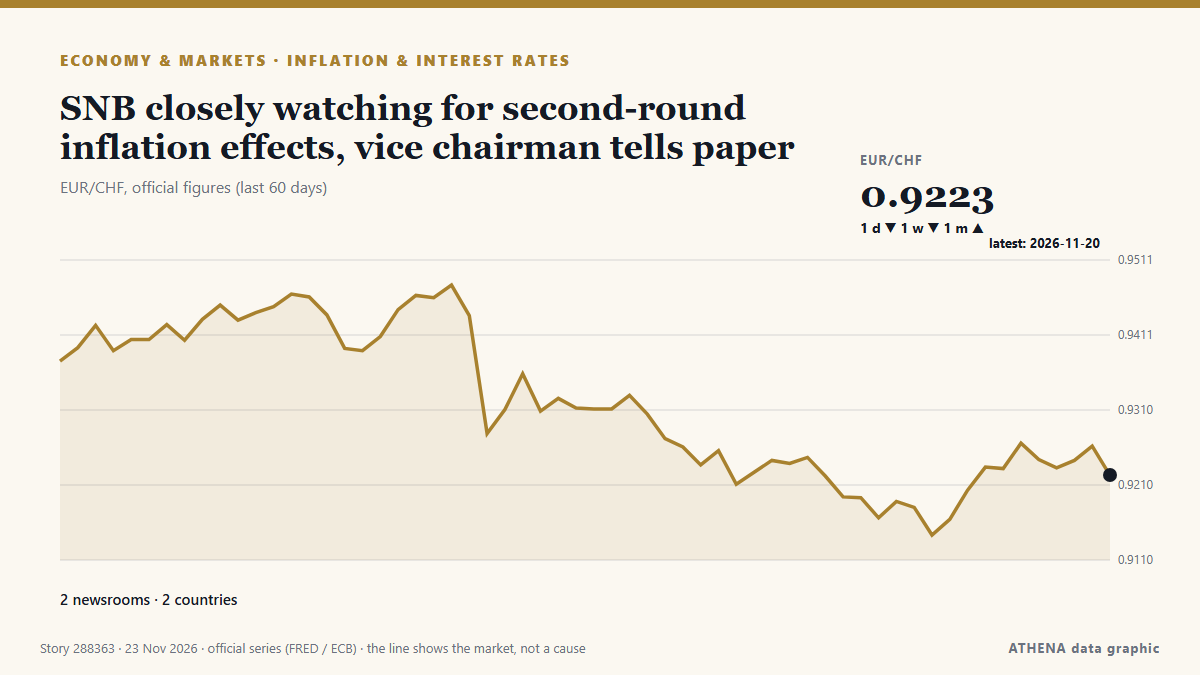 ECONOMY & MARKETS · INFLATION & INTEREST RATES
SNB closely watching for second-round
inflation effects, vice chairman tells paper
EUR/CHF, official figures (last 60 days)
EUR/CHF
0.9223
1 d ▼ 1 w ▼ 1 m ▲
latest: 2026-11-20
0.9511
0.9411
0.9310
0.9210
0.9110
2 newsrooms · 2 countries
Story 288363 · 23 Nov 2026 · official series (FRED / ECB) · the line shows the market, not a cause
ATHENA data graphic